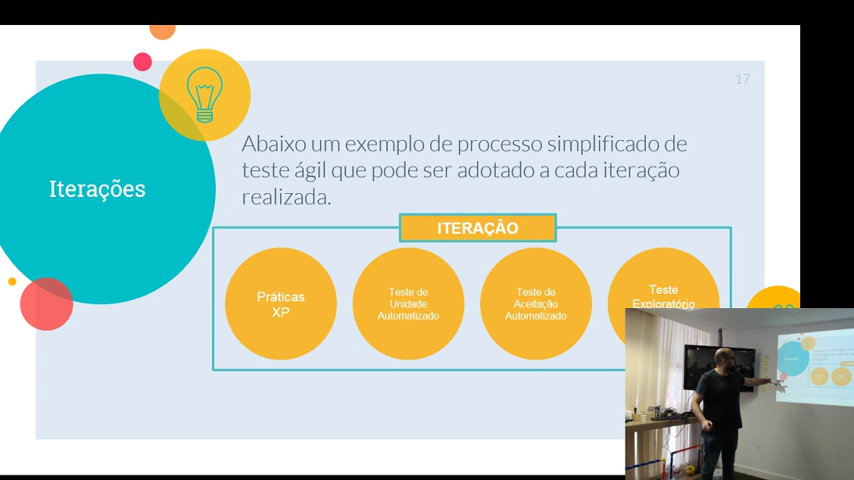 17
Abaixo um exemplo de processo simplificado de
teste ágil que pode ser adotado a cada iteração
realizada.
Iterações
ITERAÇÂO
Práticas
XP
Teste de
Unidade
Automatizado
Teste de
Aceitação
Automatizado
Teste
Exploratório